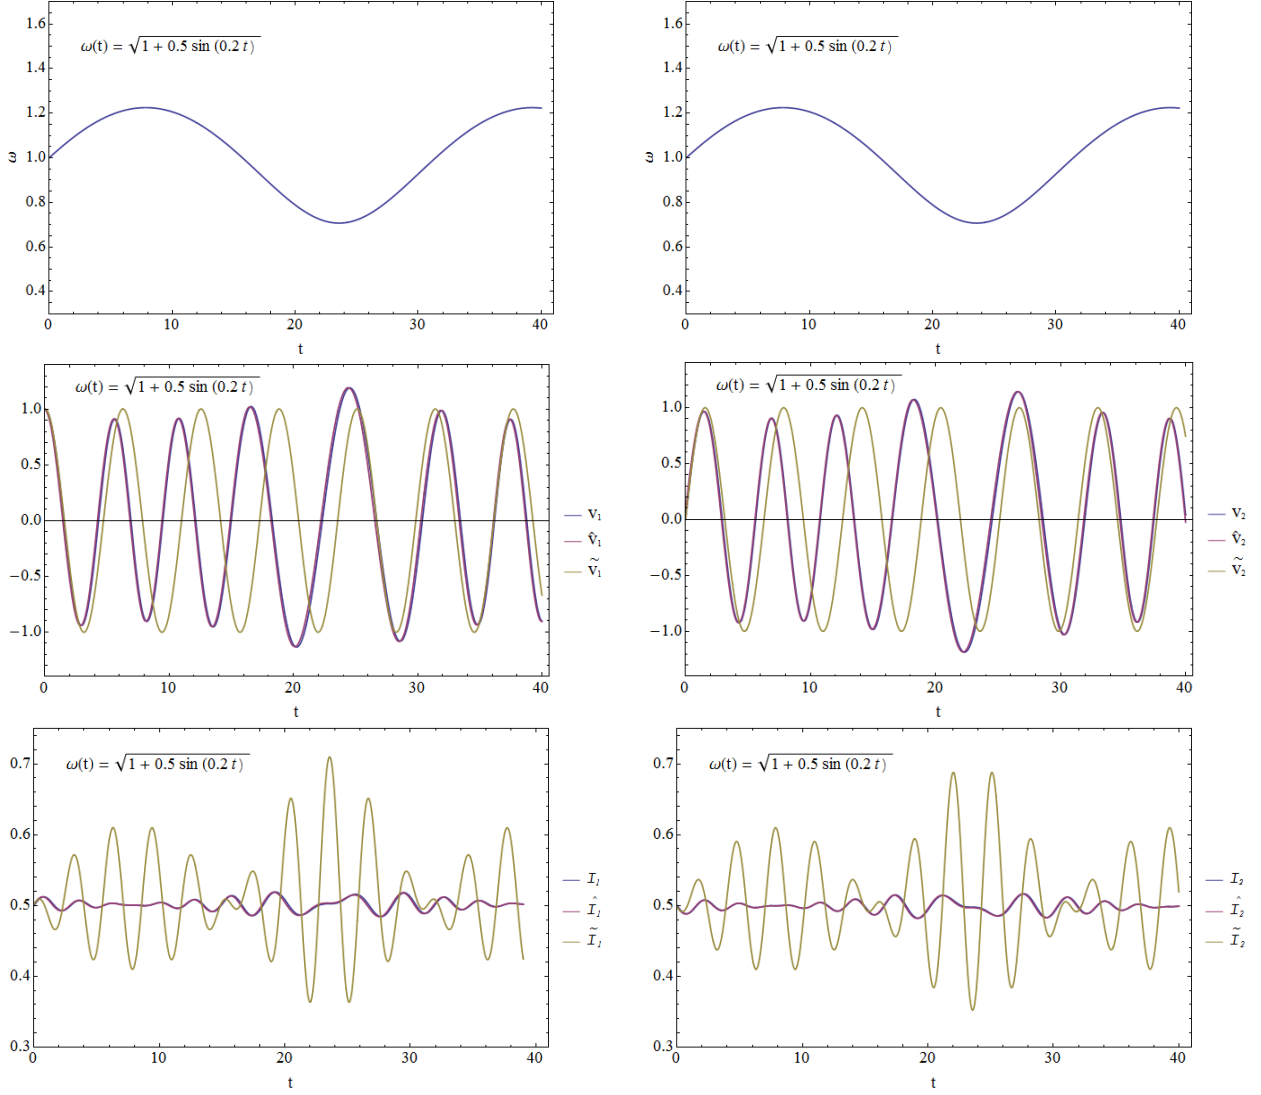 ω(t) = √1 + 0.5 sin (0.2 t)
1.6
1.4
1.2
1.0
0.8
0.6
0.4
ω
0 10 20 30 40
t
ω(t) = √1 + 0.5 sin (0.2 t)
1.6
1.4
1.2
1.0
0.8
0.6
0.4
ω
0 10 20 30 40
t
ω(t) = √1 + 0.5 sin (0.2 t)
1.0
0.5
0.0
−0.5
−1.0
0 10 20 30 40
t
v₁
v̂₁
ṽ₁
ω(t) = √1 + 0.5 sin (0.2 t)
1.0
0.5
0.0
−0.5
−1.0
0 10 20 30 40
t
v₂
v̂₂
ṽ₂
ω(t) = √1 + 0.5 sin (0.2 t)
0.7
0.6
0.5
0.4
0.3
0 10 20 30 40
t
I₁
Î₁
Ĩ₁
ω(t) = √1 + 0.5 sin (0.2 t)
0.7
0.6
0.5
0.4
0.3
0 10 20 30 40
t
I₂
Î₂
Ĩ₂